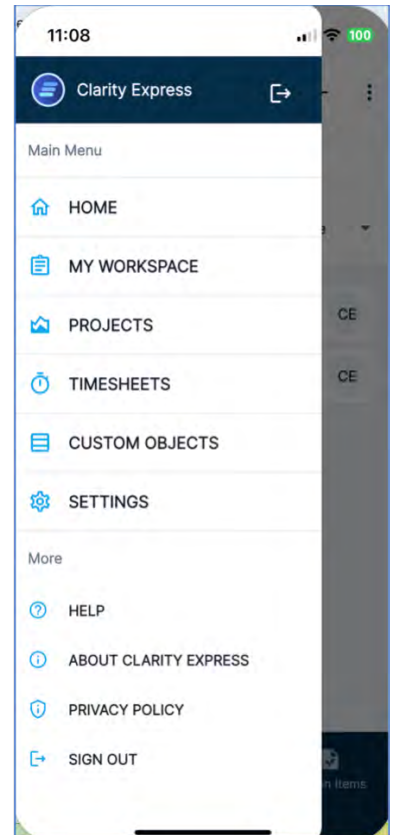 11:08
100
Clarity Express
Main Menu
HOME
MY WORKSPACE
PROJECTS
CE
TIMESHEETS
CE
CUSTOM OBJECTS
SETTINGS
More
HELP
ABOUT CLARITY EXPRESS
PRIVACY POLICY
SIGN OUT
Items